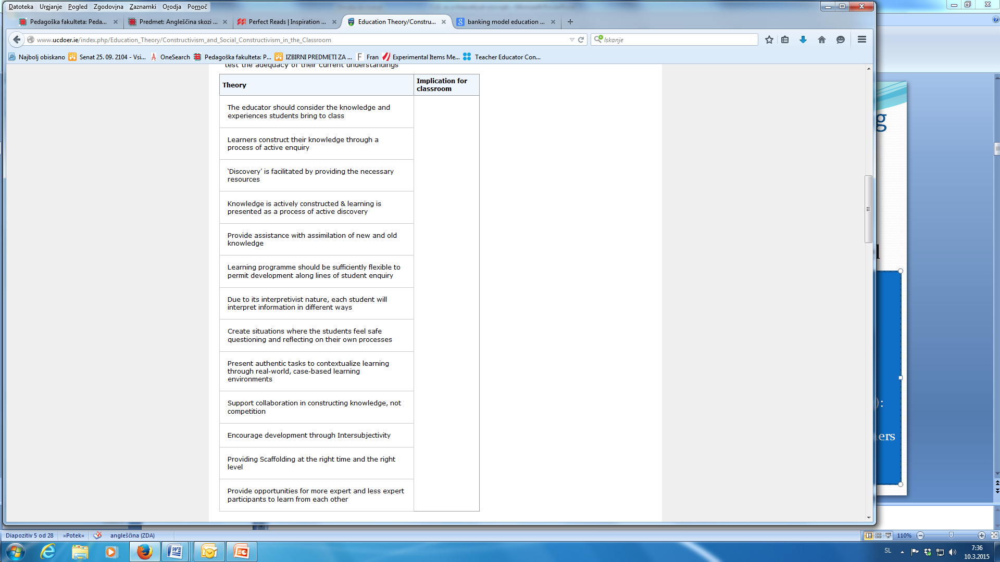 Datoteka Urejanje Pogled Zgodovina Zaznamki Orodja Pomoč
Pedagoška fakulteta: Peda... Predmet: Angleščina skozi ... Perfect Reads | Inspiration ... Education Theory/Constru... banking model education ...
www.ucdoer.ie/index.php/Education_Theory/Constructivism_and_Social_Constructivism_in_the_Classroom Iskanje
Najbolj obiskano Senat 25. 09. 2104 - Vsi... OneSearch Pedagoška fakulteta: P... IZBIRNI PREDMETI ZA ... Fran Experimental Items Me... Teacher Educator Con...
test the adequacy of their current understandings
Theory
Implication for
classroom
The educator should consider the knowledge and
experiences students bring to class
Learners construct their knowledge through a
process of active enquiry
‘Discovery’ is facilitated by providing the necessary
resources
Knowledge is actively constructed & learning is
presented as a process of active discovery
Provide assistance with assimilation of new and old
knowledge
Learning programme should be sufficiently flexible to
permit development along lines of student enquiry
Due to its interpretivist nature, each student will
interpret information in different ways
Create situations where the students feel safe
questioning and reflecting on their own processes
Present authentic tasks to contextualize learning
through real-world, case-based learning
environments
Support collaboration in constructing knowledge, not
competition
Encourage development through Intersubjectivity
Providing Scaffolding at the right time and the right
level
Provide opportunities for more expert and less expert
participants to learn from each other
g
):
ers
Diapozitiv 5 od 28 »Potek« angleščina (ZDA) 110%
SL 7:36
10.3.2015